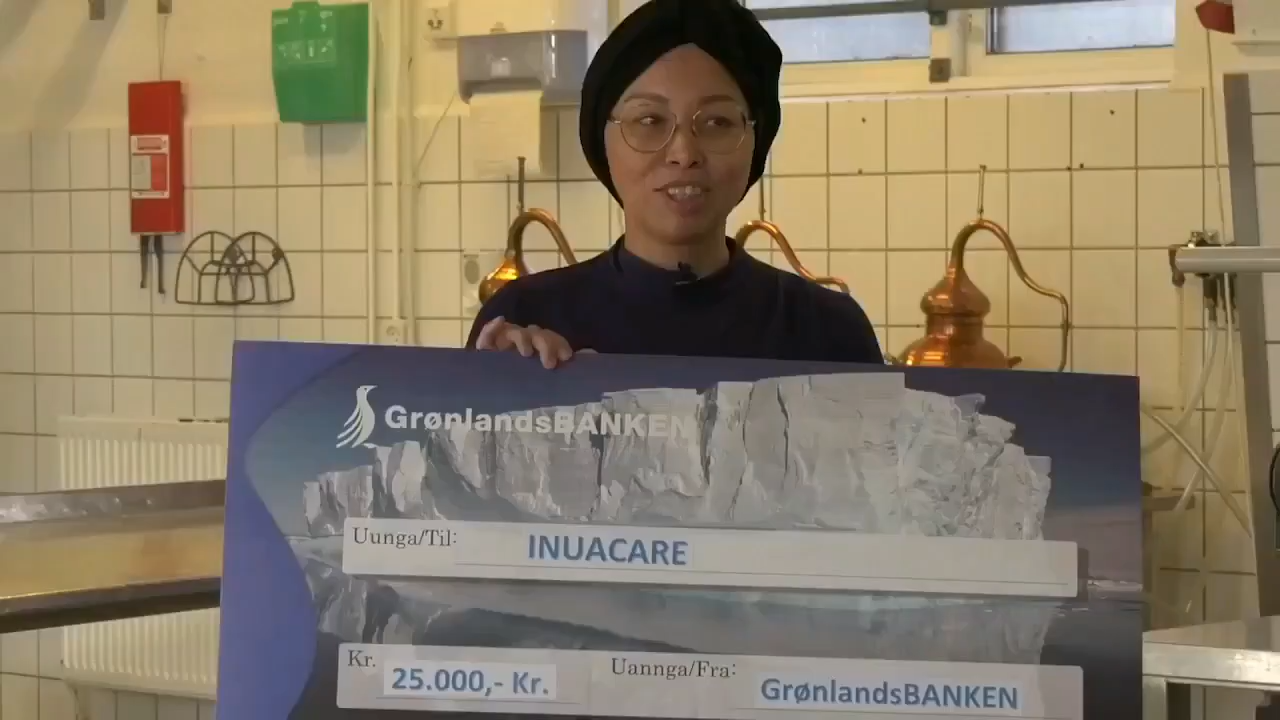 GrønlandsBANKEN
Uunga/Til: INUACARE
Kr. 25.000,- Kr. Uannga/Fra: GrønlandsBANKEN